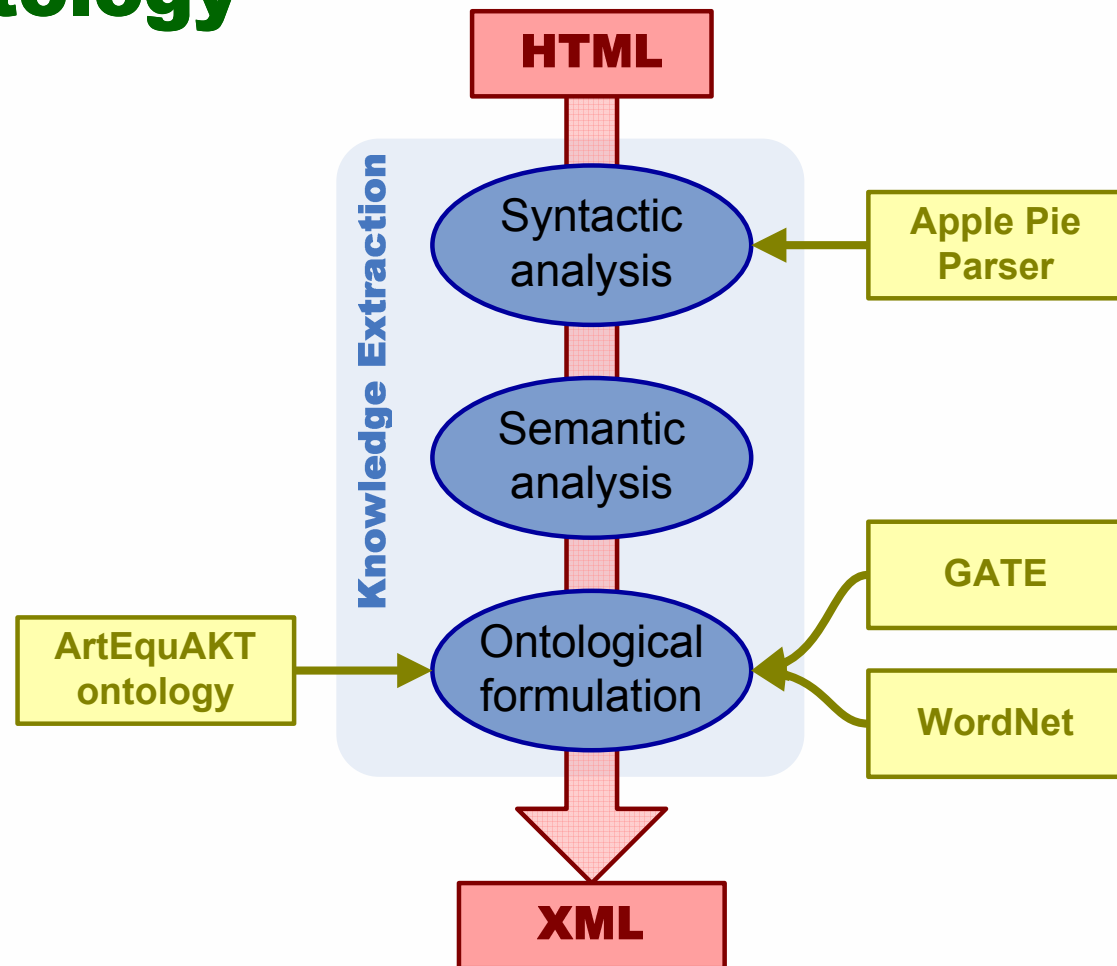 tology
HTML
Knowledge Extraction
Syntactic
analysis
Apple Pie
Parser
Semantic
analysis
GATE
ArtEquAKT
ontology
Ontological
formulation
WordNet
XML